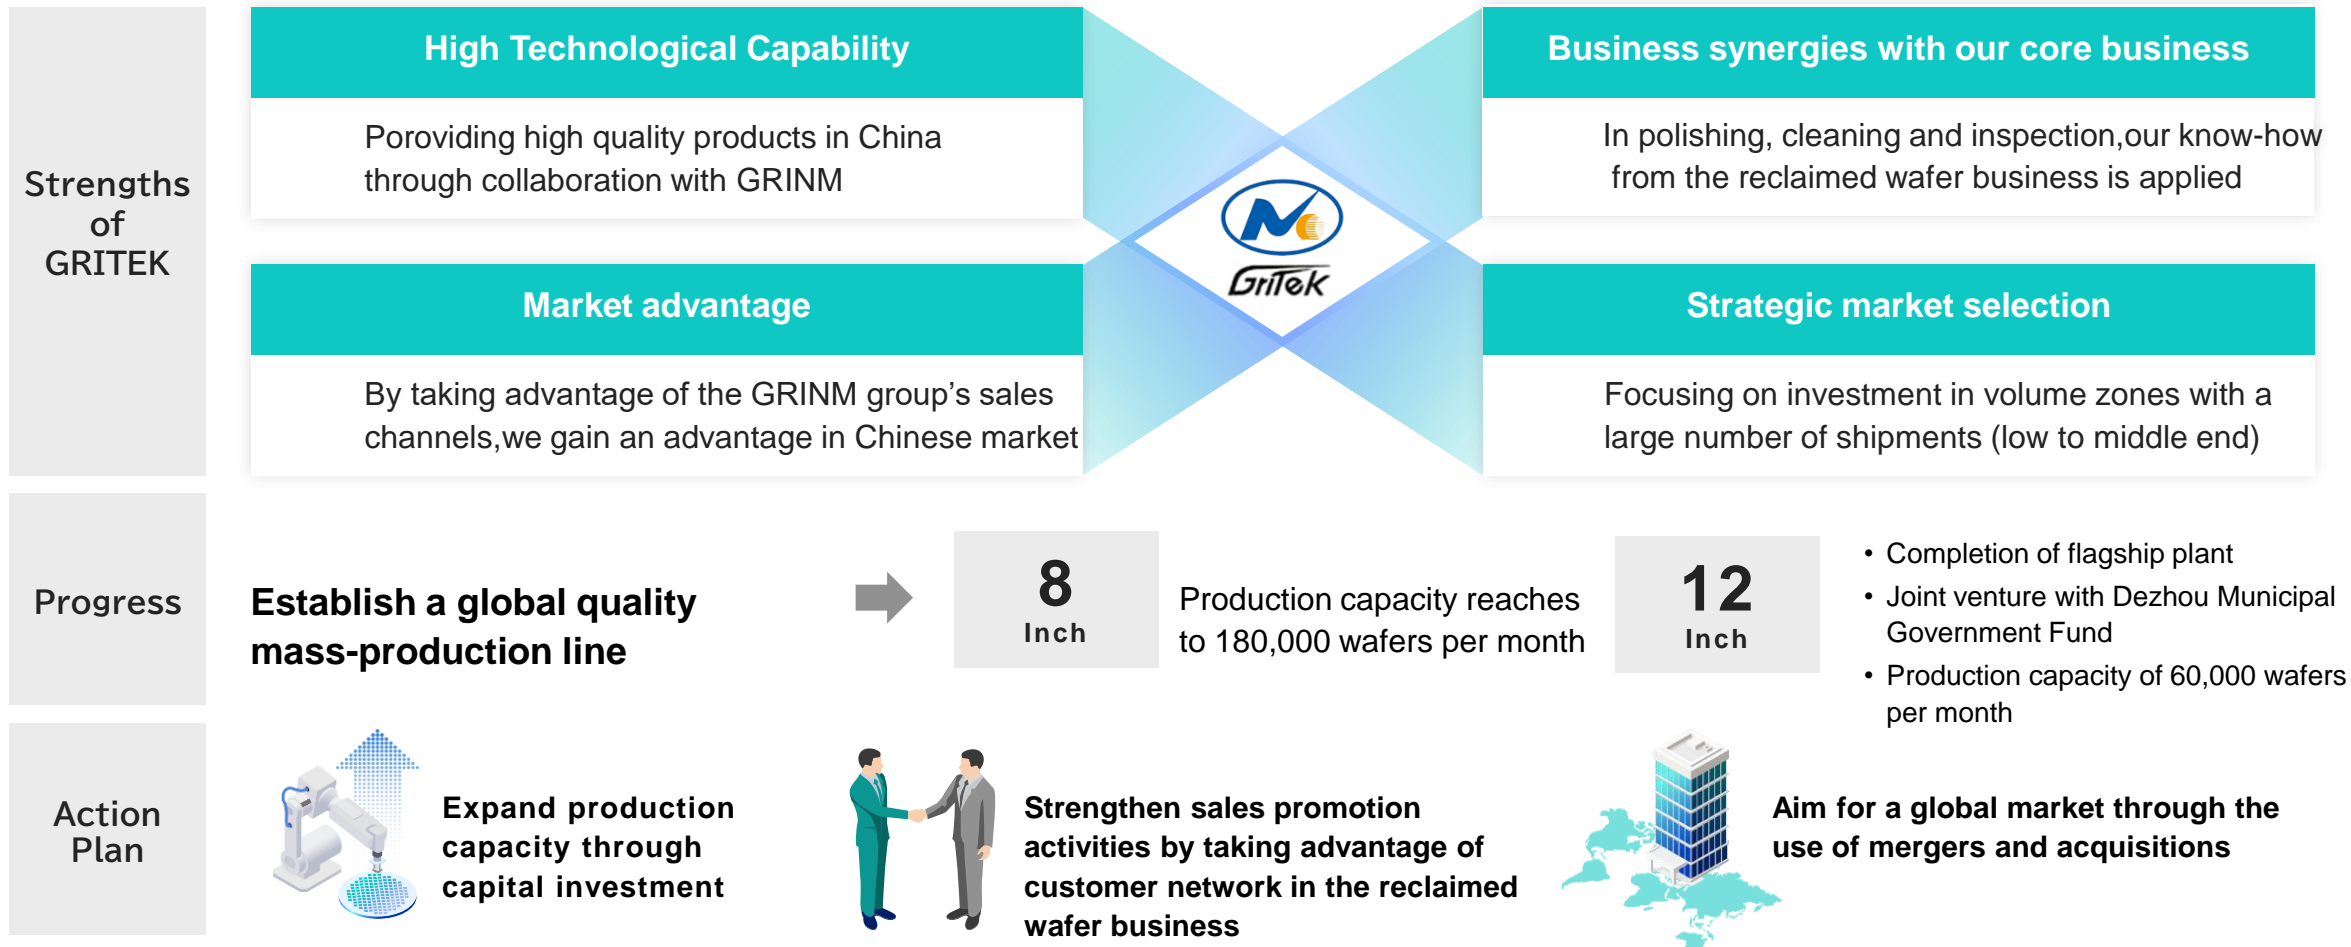 Strengths
of
GRITEK
High Technological Capability
Poroviding high quality products in China
through collaboration with GRINM
Business synergies with our core business
In polishing, cleaning and inspection,our know-how
from the reclaimed wafer business is applied
GriTek
Market advantage
By taking advantage of the GRINM group’s sales
channels,we gain an advantage in Chinese market
Strategic market selection
Focusing on investment in volume zones with a
large number of shipments (low to middle end)
Progress
Establish a global quality
mass-production line
8
Inch
Production capacity reaches
to 180,000 wafers per month
12
Inch
• Completion of flagship plant
• Joint venture with Dezhou Municipal
Government Fund
• Production capacity of 60,000 wafers
per month
Action
Plan
Expand production
capacity through
capital investment
Strengthen sales promotion
activities by taking advantage of
customer network in the reclaimed
wafer business
Aim for a global market through the
use of mergers and acquisitions